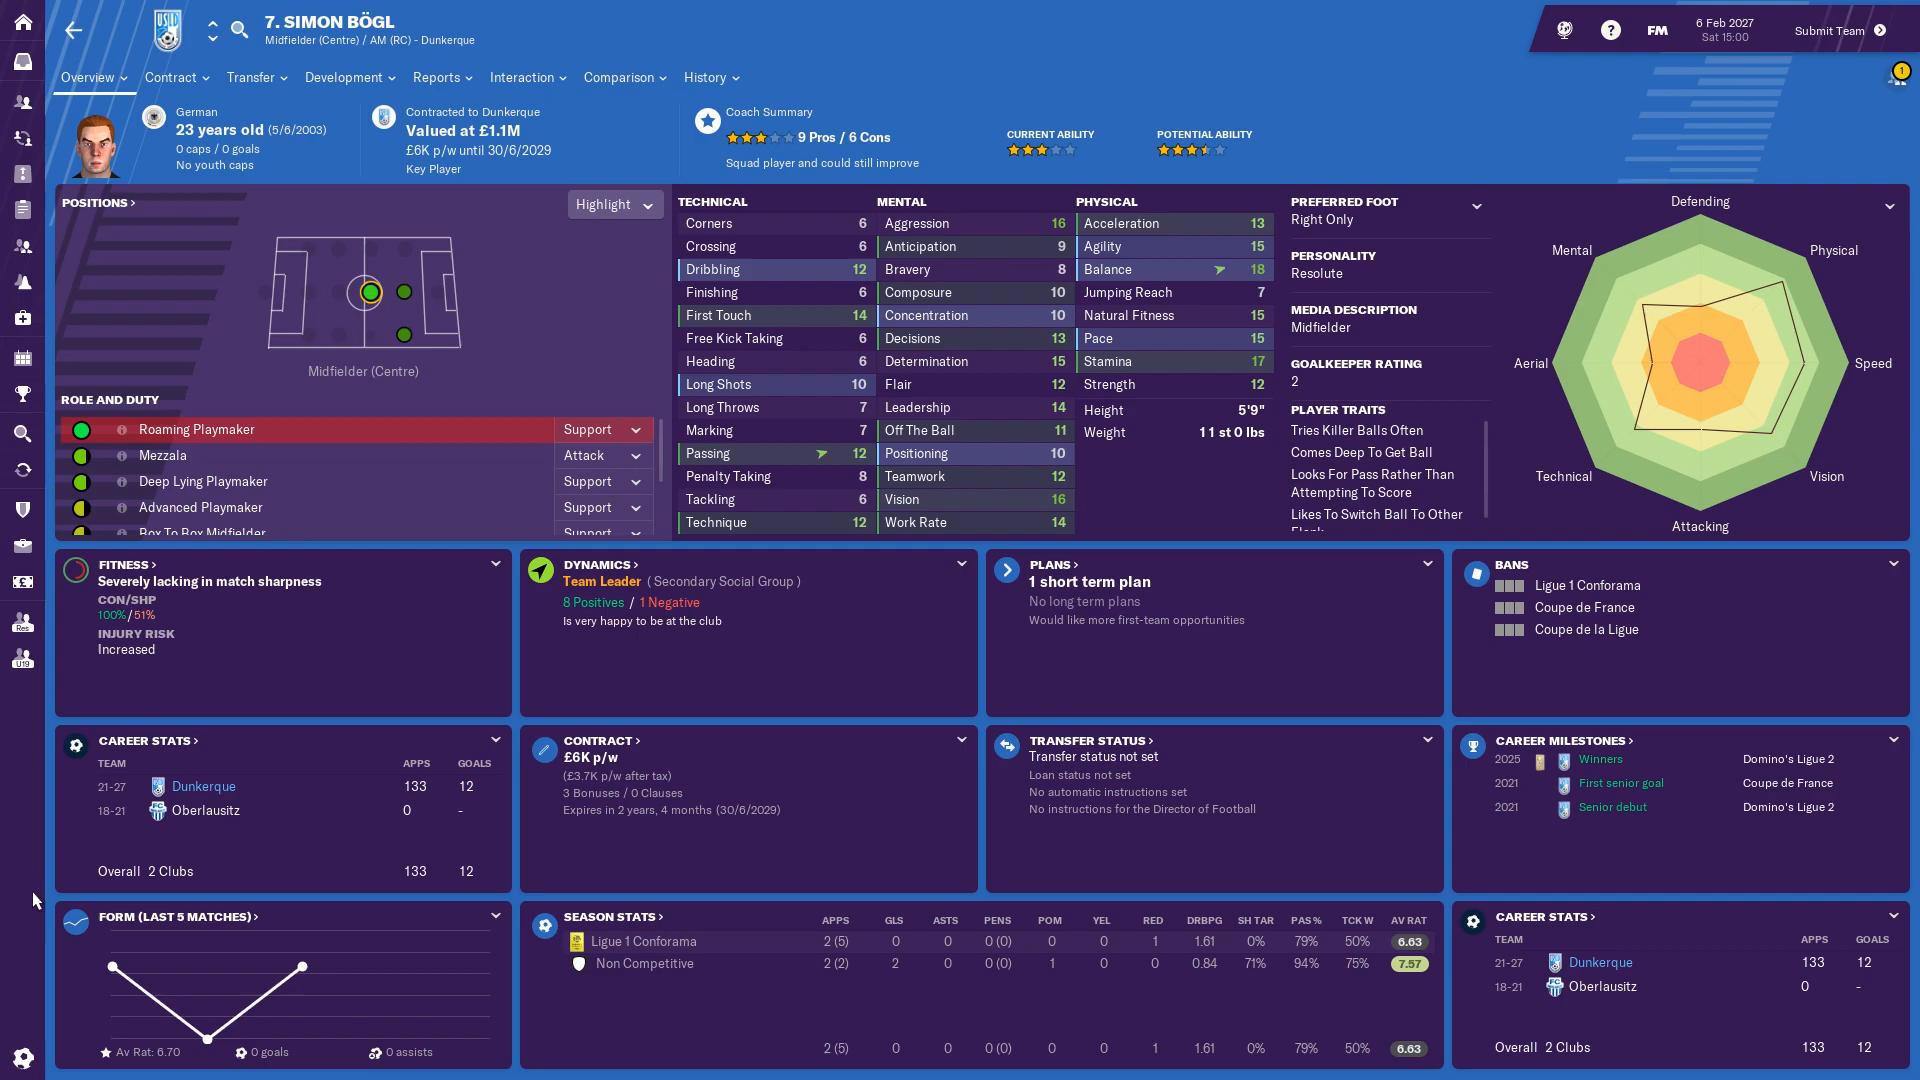 7. SIMON BÖGL
Midfielder (Centre) / AM (RC) - Dunkerque
USLD
FM
6 Feb 2027
Sat 15:00
Submit Team
Overview
Contract
Transfer
Development
Reports
Interaction
Comparison
History
1
German
23 years old (5/6/2003)
0 caps / 0 goals
No youth caps
Contracted to Dunkerque
Valued at £1.1M
£6K p/w until 30/6/2029
Key Player
Coach Summary
9 Pros / 6 Cons
Squad player and could still improve
CURRENT ABILITY
POTENTIAL ABILITY
POSITIONS >
Highlight
Midfielder (Centre)
ROLE AND DUTY
Roaming Playmaker Support
Mezzala Attack
Deep Lying Playmaker Support
Advanced Playmaker Support
Box To Box Midfielder Support
TECHNICAL
Corners 6
Crossing 6
Dribbling 12
Finishing 6
First Touch 14
Free Kick Taking 6
Heading 6
Long Shots 10
Long Throws 7
Marking 7
Passing 12
Penalty Taking 8
Tackling 6
Technique 12
MENTAL
Aggression 16
Anticipation 9
Bravery 8
Composure 10
Concentration 10
Decisions 13
Determination 15
Flair 12
Leadership 14
Off The Ball 11
Positioning 10
Teamwork 12
Vision 16
Work Rate 14
PHYSICAL
Acceleration 13
Agility 15
Balance 18
Jumping Reach 7
Natural Fitness 15
Pace 15
Stamina 17
Strength 12
Height 5'9"
Weight 11 st 0 lbs
PREFERRED FOOT
Right Only
PERSONALITY
Resolute
MEDIA DESCRIPTION
Midfielder
GOALKEEPER RATING
2
PLAYER TRAITS
Tries Killer Balls Often
Comes Deep To Get Ball
Looks For Pass Rather Than
Attempting To Score
Likes To Switch Ball To Other
Flank
Defending
Physical
Speed
Vision
Attacking
Technical
Aerial
Mental
FITNESS >
Severely lacking in match sharpness
CON/SHP
100%/51%
INJURY RISK
Increased
DYNAMICS >
Team Leader (Secondary Social Group)
8 Positives / 1 Negative
Is very happy to be at the club
PLANS >
1 short term plan
No long term plans
Would like more first-team opportunities
BANS
Ligue 1 Conforama
Coupe de France
Coupe de la Ligue
Res
U19
CAREER STATS >
TEAM APPS GOALS
21-27 Dunkerque 133 12
18-21 Oberlausitz 0 -
Overall 2 Clubs 133 12
CONTRACT >
£6K p/w
(£3.7K p/w after tax)
3 Bonuses / 0 Clauses
Expires in 2 years, 4 months (30/6/2029)
TRANSFER STATUS >
Transfer status not set
Loan status not set
No automatic instructions set
No instructions for the Director of Football
CAREER MILESTONES >
2025 Winners Domino's Ligue 2
2021 First senior goal Coupe de France
2021 Senior debut Domino's Ligue 2
FORM (LAST 5 MATCHES) >
Av Rat: 6.70 0 goals 0 assists
SEASON STATS > APPS GLS ASTS PENS POM YEL RED DRBPG SH TAR PAS % TCK W AV RAT
Ligue 1 Conforama 2 (5) 0 0 0 (0) 0 0 1 1.61 0% 79% 50% 6.63
Non Competitive 2 (2) 2 0 0 (0) 1 0 0 0.84 71% 94% 75% 7.57
2 (5) 0 0 0 (0) 0 0 1 1.61 0% 79% 50% 6.63
CAREER STATS >
TEAM APPS GOALS
21-27 Dunkerque 133 12
18-21 Oberlausitz 0 -
Overall 2 Clubs 133 12